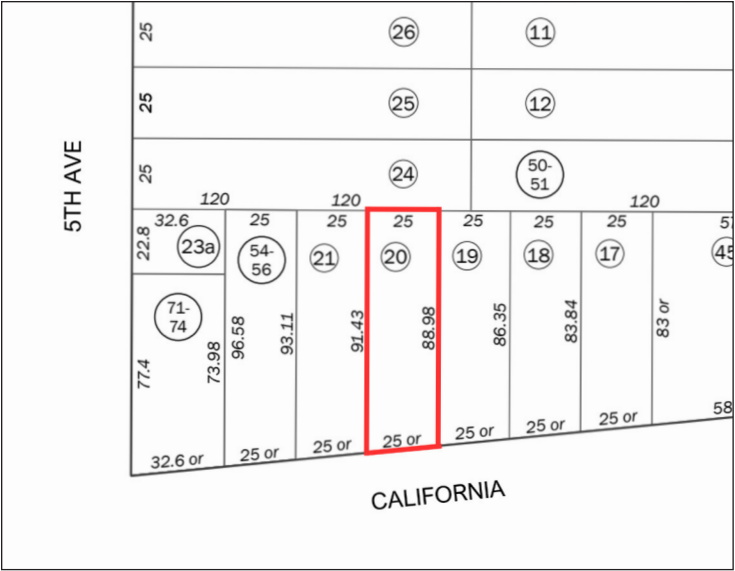 25 26 11
25 25 12
25 24 50-
51
5TH AVE
120 120 120
32.6 25 25 25 25 25 25
22.8 23a 54-
56 21 20 19 18 17
71-
74
77.4 73.98 96.58 93.11 91.43 88.98 86.35 83.84 83 or
32.6 or 25 or 25 or 25 or 25 or 25 or 25 or 58
CALIFORNIA